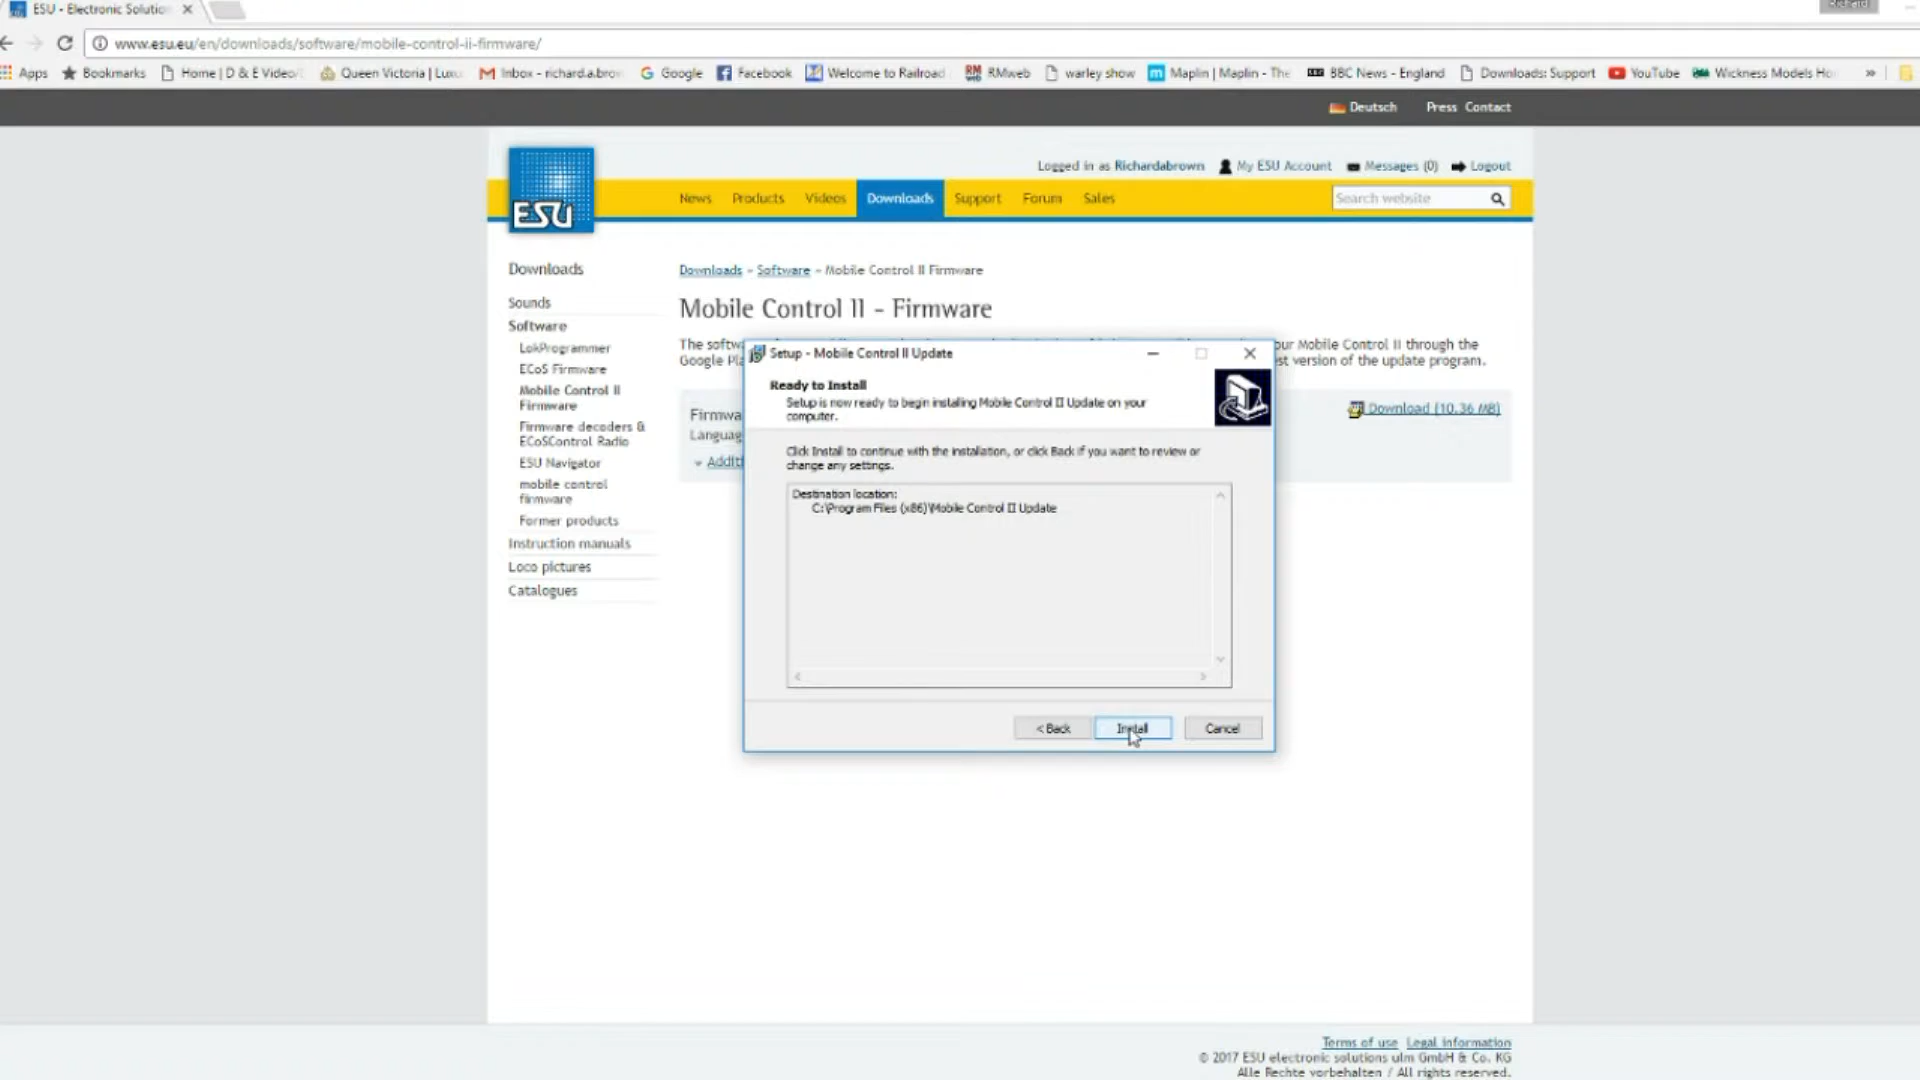 ESU - Electronic Solution
Richard
www.esu.eu/en/downloads/software/mobile-control-ii-firmware/
Apps Bookmarks Home | D & E Video Queen Victoria | Luxu Inbox - richard.a.brow Google Facebook Welcome to Railroad RMweb warley show Maplin | Maplin - The BBC News - England Downloads: Support YouTube Wickness Models Ho »
Deutsch Press Contact
Logged in as Richardabrown My ESU Account Messages (0) Logout
ESU
News Products Videos Downloads Support Forum Sales Search website
Downloads
Sounds
Software
LokProgrammer
ECoS Firmware
Mobile Control II
Firmware
Firmware decoders &
ECoSControl Radio
ESU Navigator
mobile control
firmware
Former products
Instruction manuals
Loco pictures
Catalogues
Downloads - Software - Mobile Control II Firmware
Mobile Control II - Firmware
The softw
our Mobile Control II through the
Google Pla
st version of the update program.
Firmwa
Languag
Additi
Download (10.36 MB)
Setup - Mobile Control II Update
Ready to Install
Setup is now ready to begin installing Mobile Control II Update on your
computer.
Click Install to continue with the installation, or click Back if you want to review or
change any settings.
Destination location:
C:\Program Files (x86)\Mobile Control II Update
< Back Install Cancel
Terms of use Legal information
© 2017 ESU electronic solutions ulm GmbH & Co. KG
Alle Rechte vorbehalten / All rights reserved.